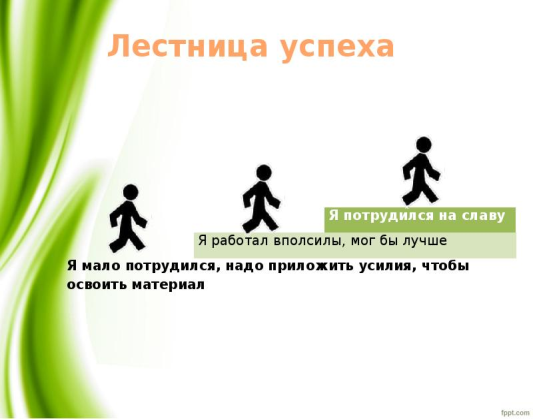 Лестница успеха
Я потрудился на славу
Я работал вполсилы, мог бы лучше
Я мало потрудился, надо приложить усилия, чтобы
освоить материал
fppt.com